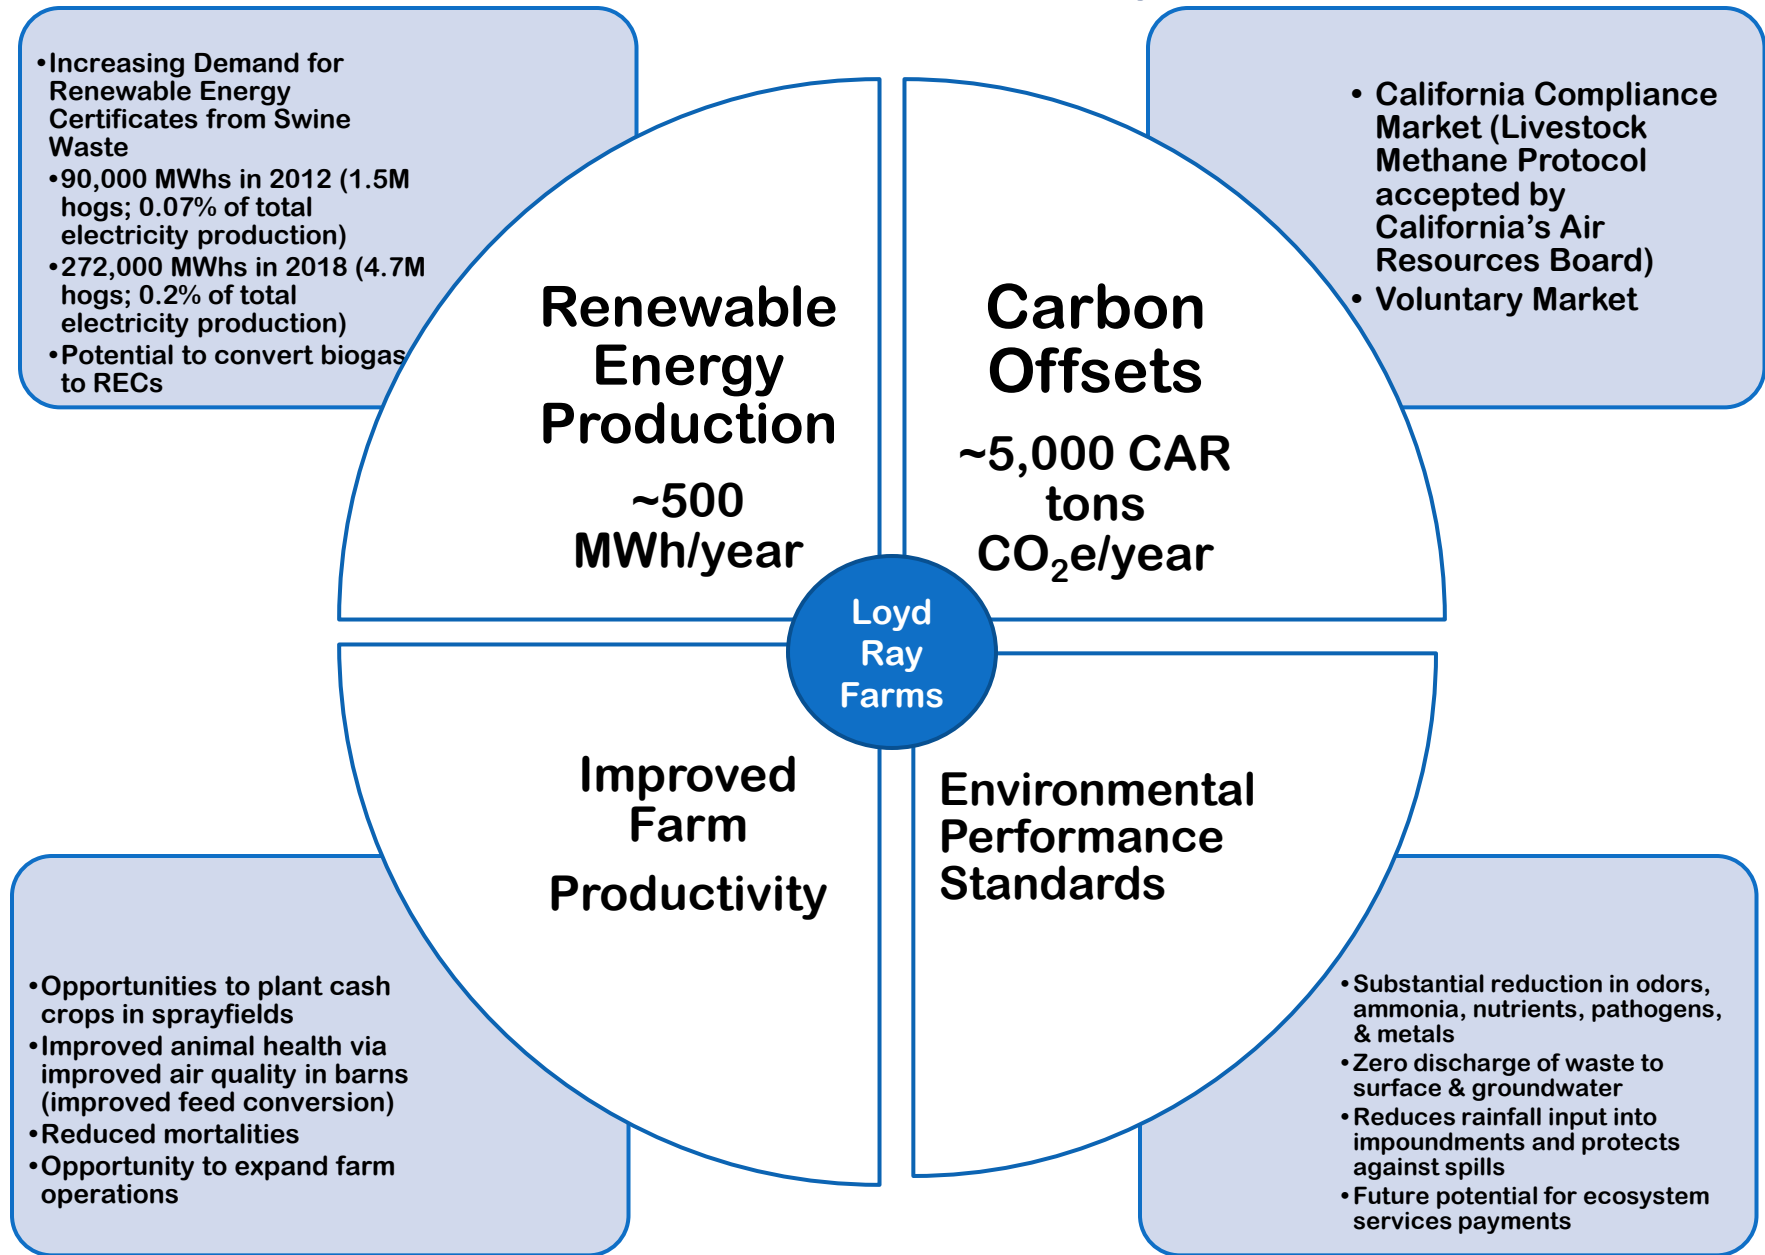 •Increasing Demand for
Renewable Energy
Certificates from Swine
Waste
•90,000 MWhs in 2012 (1.5M
hogs; 0.07% of total
electricity production)
•272,000 MWhs in 2018 (4.7M
hogs; 0.2% of total
electricity production)
•Potential to convert biogas
to RECs
Renewable
Energy
Production
~500
MWh/year
• California Compliance
Market (Livestock
Methane Protocol
accepted by
California’s Air
Resources Board)
• Voluntary Market
Carbon
Offsets
~5,000 CAR
tons
CO₂e/year
Loyd
Ray
Farms
Improved
Farm
Productivity
•Opportunities to plant cash
crops in sprayfields
•Improved animal health via
improved air quality in barns
(improved feed conversion)
•Reduced mortalities
•Opportunity to expand farm
operations
Environmental
Performance
Standards
•Substantial reduction in odors,
ammonia, nutrients, pathogens,
& metals
•Zero discharge of waste to
surface & groundwater
•Reduces rainfall input into
impoundments and protects
against spills
•Future potential for ecosystem
services payments